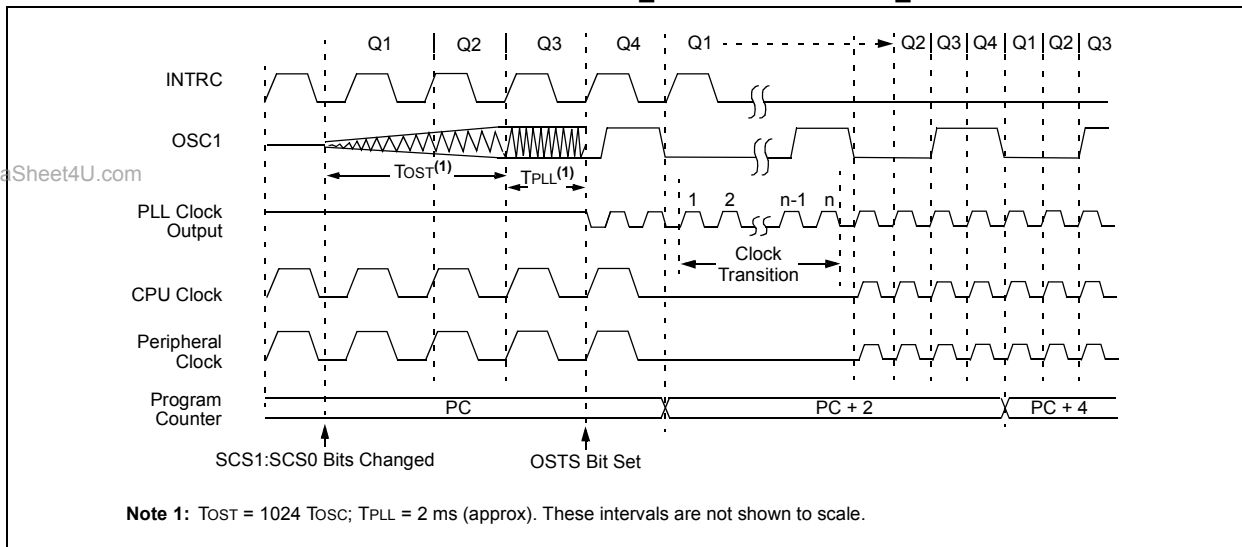 Q1 Q2 Q3 Q4 Q1 Q2 Q3 Q4 Q1 Q2 Q3
INTRC
OSC1
aSheet4U.com
TOST(1)
TPLL(1)
PLL Clock
Output
1 2 n-1 n
Clock
Transition
CPU Clock
Peripheral
Clock
Program
Counter
PC PC + 2 PC + 4
SCS1:SCS0 Bits Changed
OSTS Bit Set
Note 1: TOST = 1024 TOSC; TPLL = 2 ms (approx). These intervals are not shown to scale.